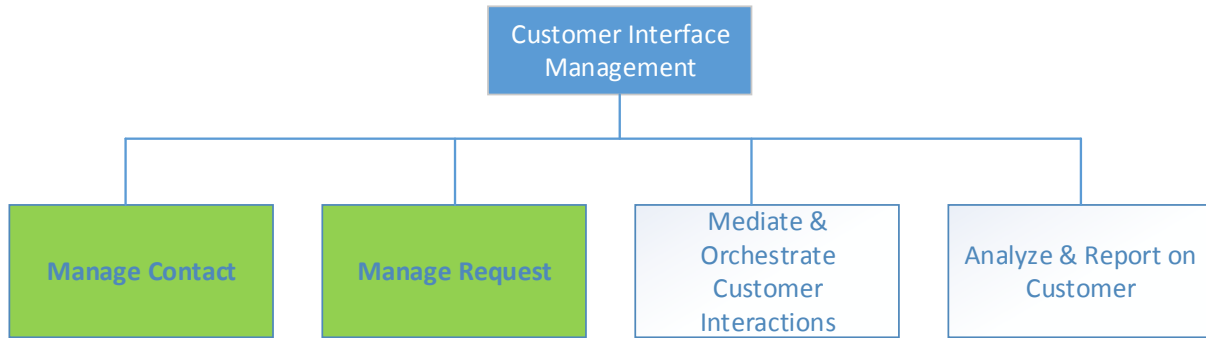 Customer Interface
Management
Manage Contact
Manage Request
Mediate &
Orchestrate
Customer
Interactions
Analyze & Report on
Customer